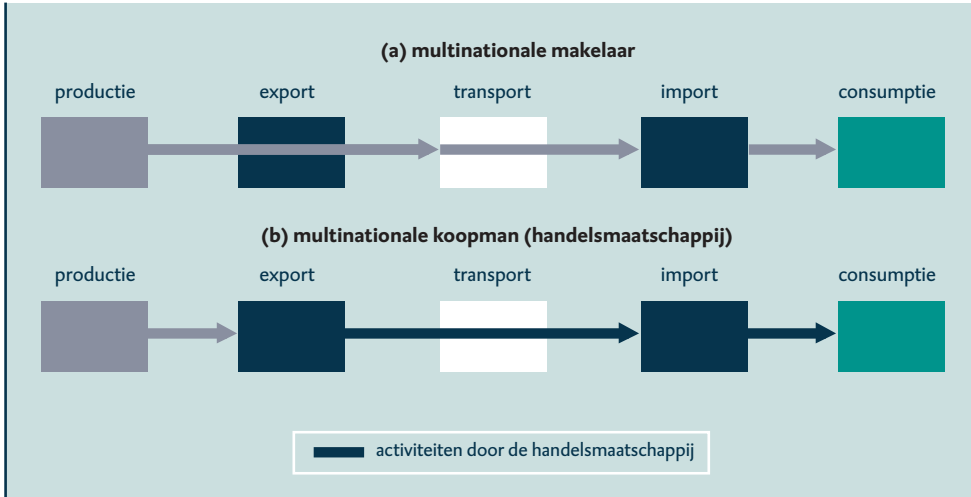 (a) multinationale makelaar
productie export transport import consumptie
(b) multinationale koopman (handelsmaatschappij)
productie export transport import consumptie
activiteiten door de handelsmaatschappij